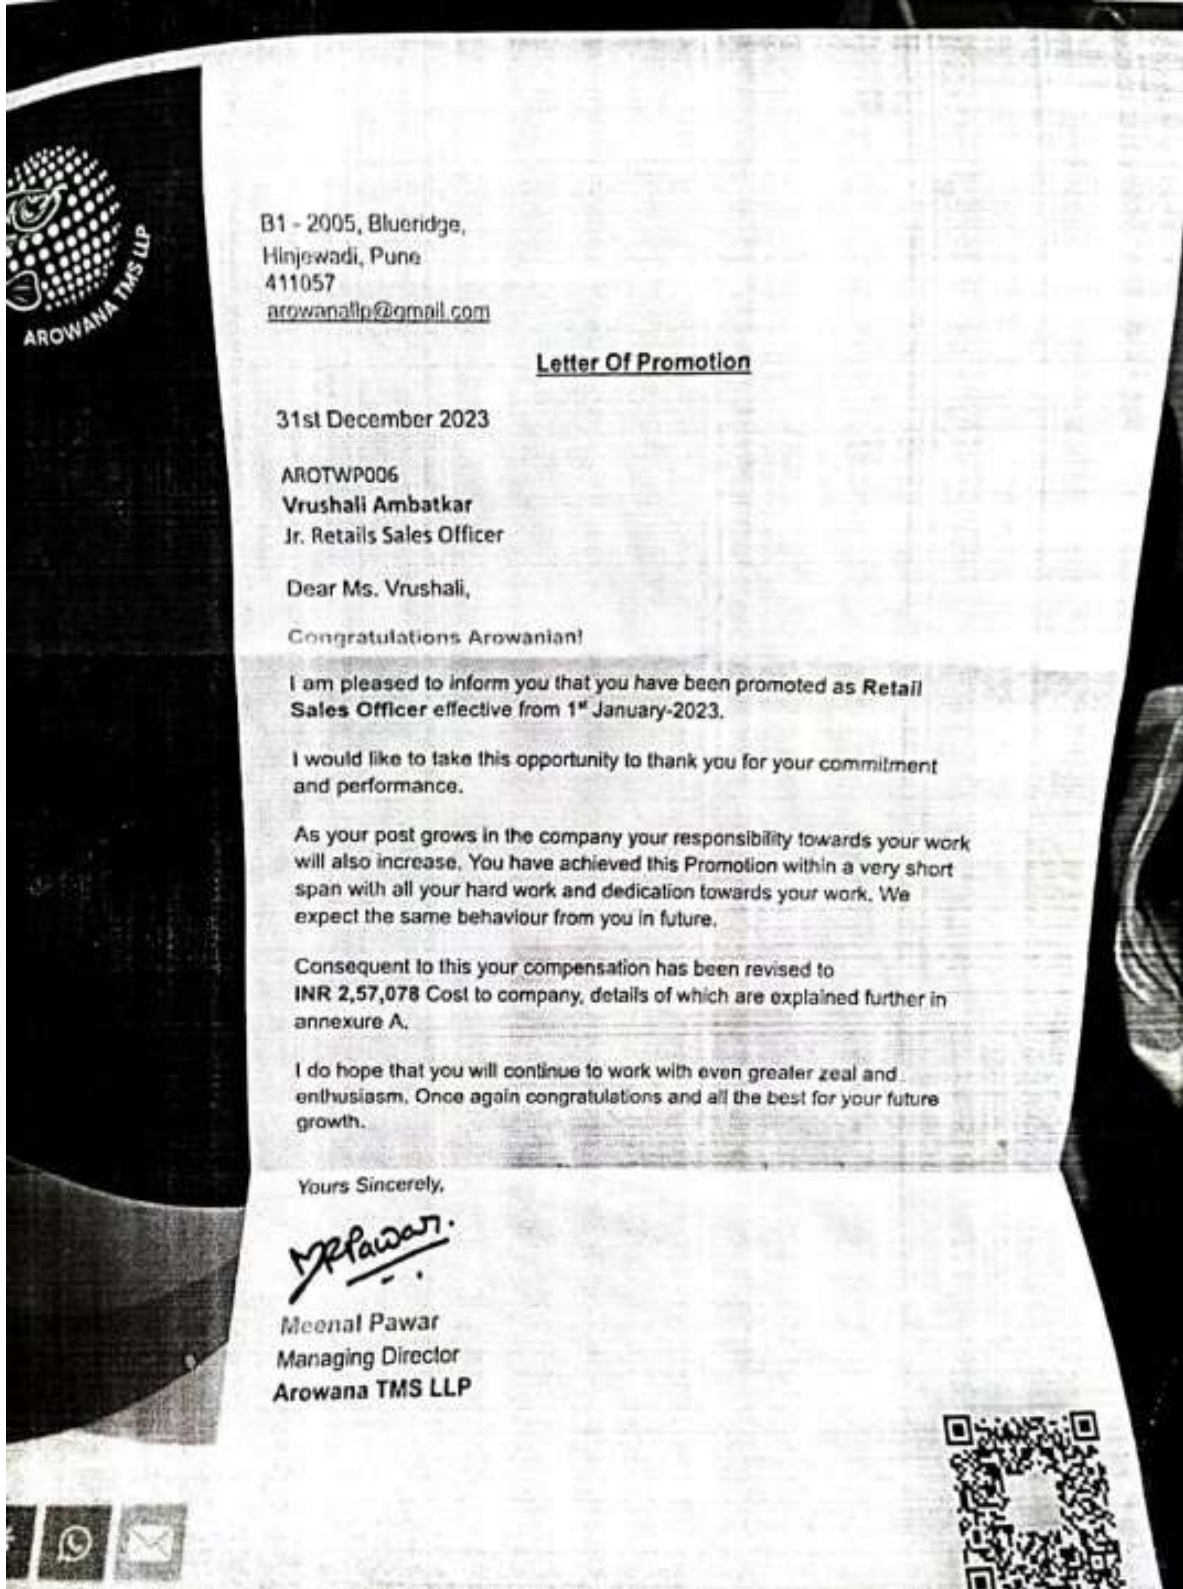 AROWANA TMS LLP
B1 - 2005, Blueridge,
Hinjewadi, Pune
411057
arowanallp@gmail.com
Letter Of Promotion
31st December 2023
AROTWP006
Vrushali Ambatkar
Jr. Retails Sales Officer
Dear Ms. Vrushali,
Congratulations Arowanian!
I am pleased to inform you that you have been promoted as Retail
Sales Officer effective from 1st January-2023.
I would like to take this opportunity to thank you for your commitment
and performance.
As your post grows in the company your responsibility towards your work
will also increase. You have achieved this Promotion within a very short
span with all your hard work and dedication towards your work. We
expect the same behaviour from you in future.
Consequent to this your compensation has been revised to
INR 2,57,078 Cost to company, details of which are explained further in
annexure A.
I do hope that you will continue to work with even greater zeal and
enthusiasm. Once again congratulations and all the best for your future
growth.
Yours Sincerely,
MRPawar.
Meenal Pawar
Managing Director
Arowana TMS LLP